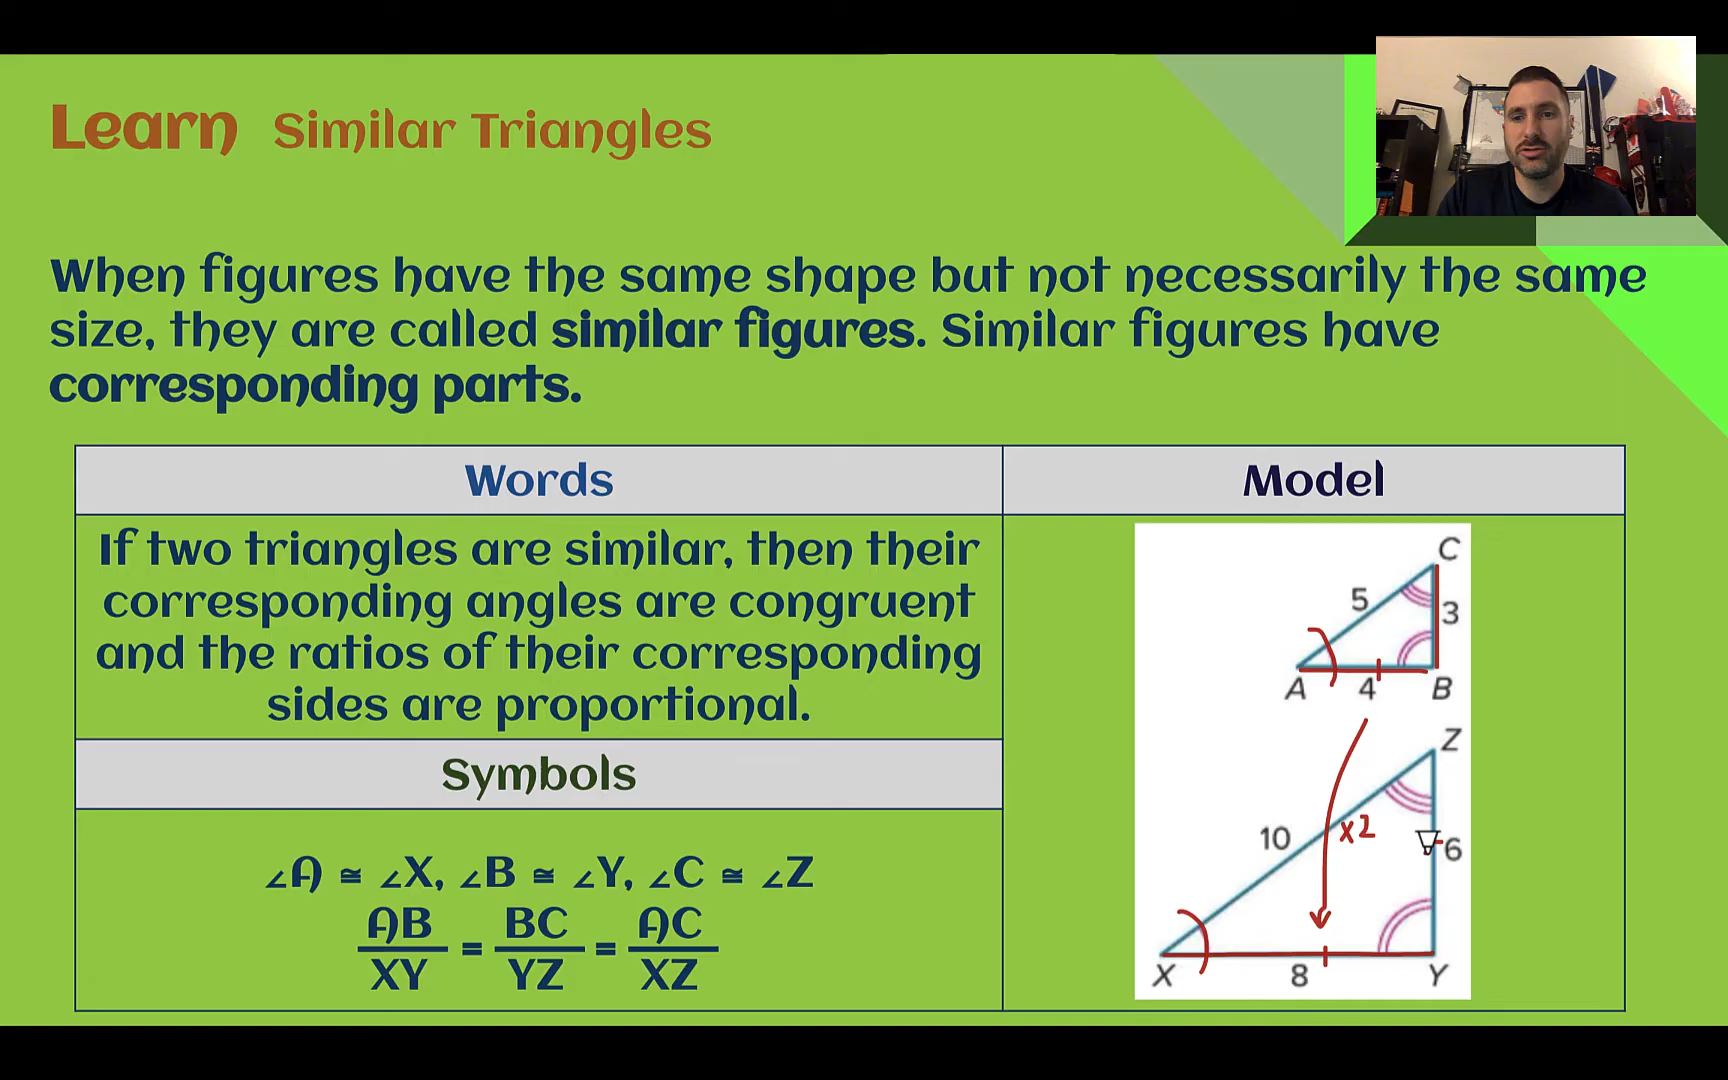 Learn Similar Triangles
When figures have the same shape but not necessarily the same
size, they are called similar figures. Similar figures have
corresponding parts.
Words
Model
If two triangles are similar, then their
corresponding angles are congruent
and the ratios of their corresponding
sides are proportional.
Symbols
∠A ≅ ∠X, ∠B ≅ ∠Y, ∠C ≅ ∠Z
AB/XY = BC/YZ = AC/XZ
C
5
3
A
4
B
Z
10
x2
6
X
8
Y